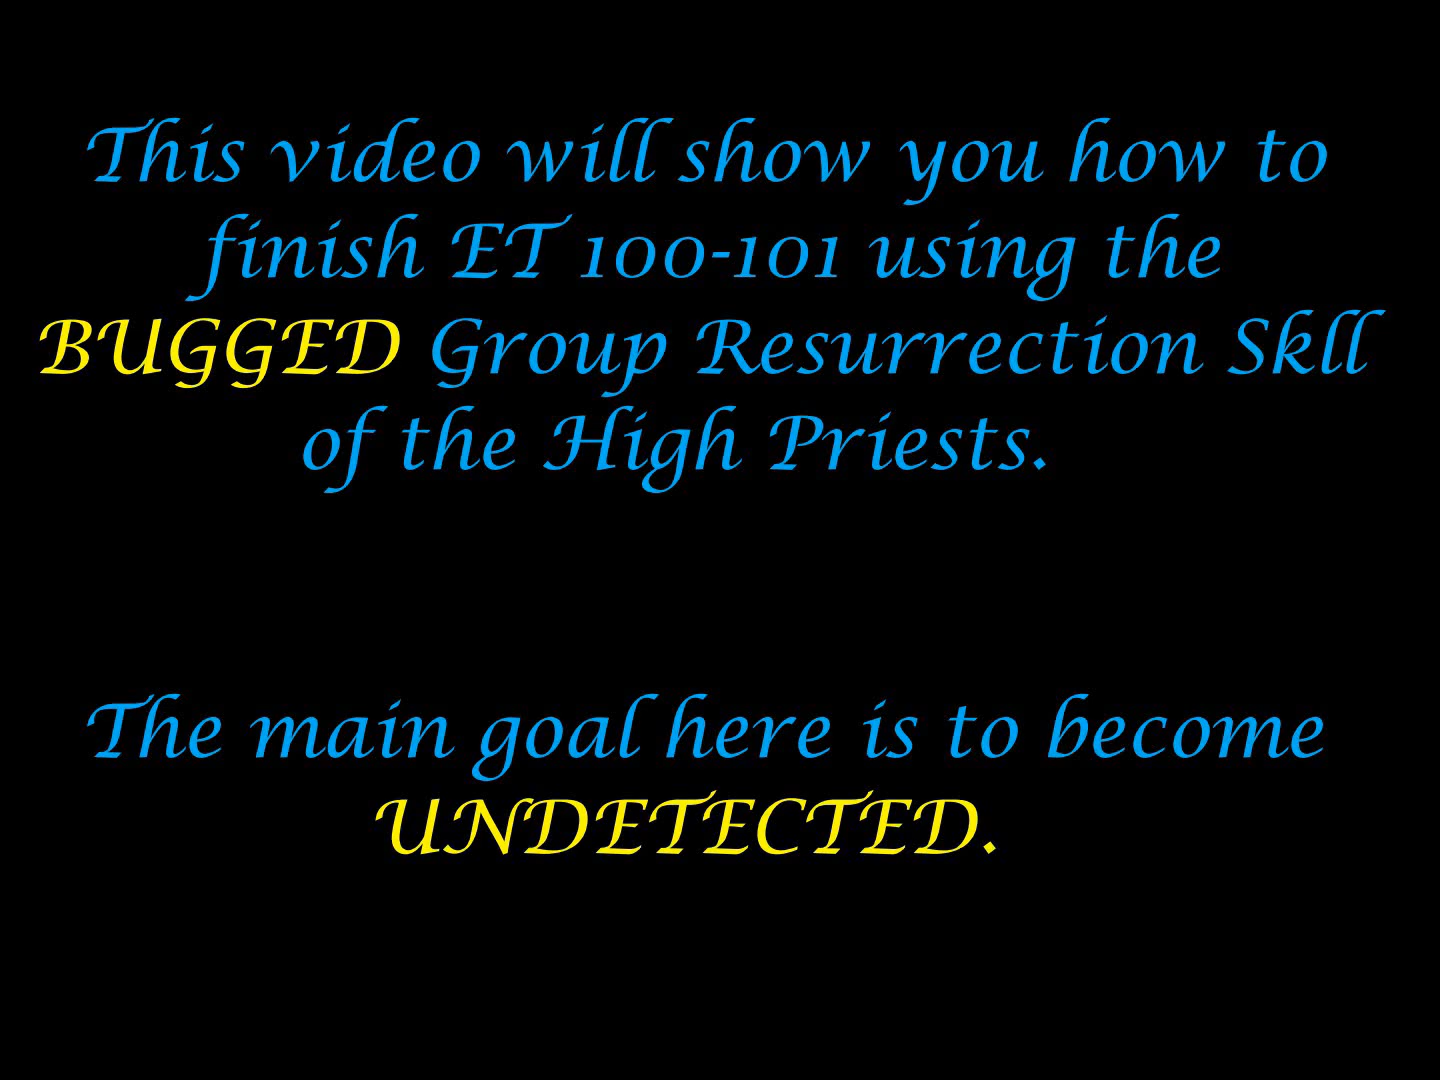 This video will show you how to
finish ET 100-101 using the
BUGGED Group Resurrection Skll
of the High Priests.
The main goal here is to become
UNDETECTED.